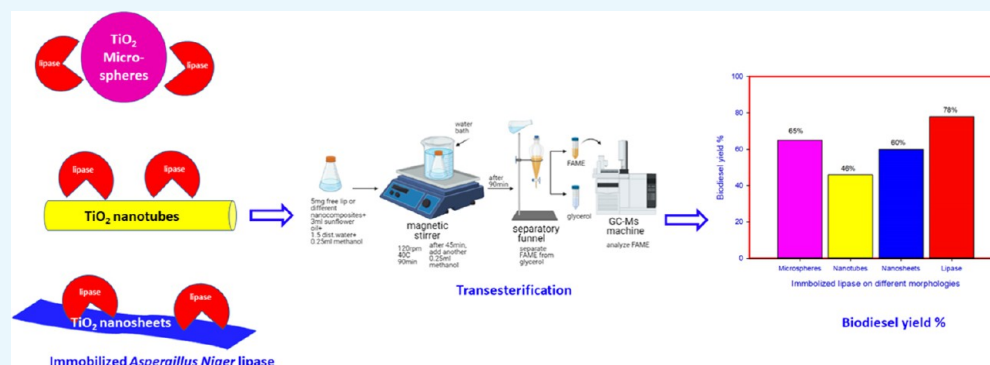 TiO2
Micro-
spheres
lipase
lipase
lipase
lipase
TiO2 nanotubes
lipase
lipase
TiO2 nanosheets
Immobilized Aspergillus Niger lipase
water
bath
5mg free lip or
different
nanocomposites+
3ml sunflower
oil+
1.5 dist.water+
0.25ml methanol
magnetic
stirrer
120rpm
40C
90min
after 45min,
add another
0.25ml
methanol
after
90min
separatory
funnel
separate
FAME from
glycerol
FAME
glycerol
GC-Ms
machine
analyze FAME
Transesterification
Biodiesel yield %
100
80
60
40
20
0
65%
46%
60%
78%
Microspheres
Nanotubes
Nanosheets
Lipase
Immbolized lipase on different morphologies
Biodiesel yield %